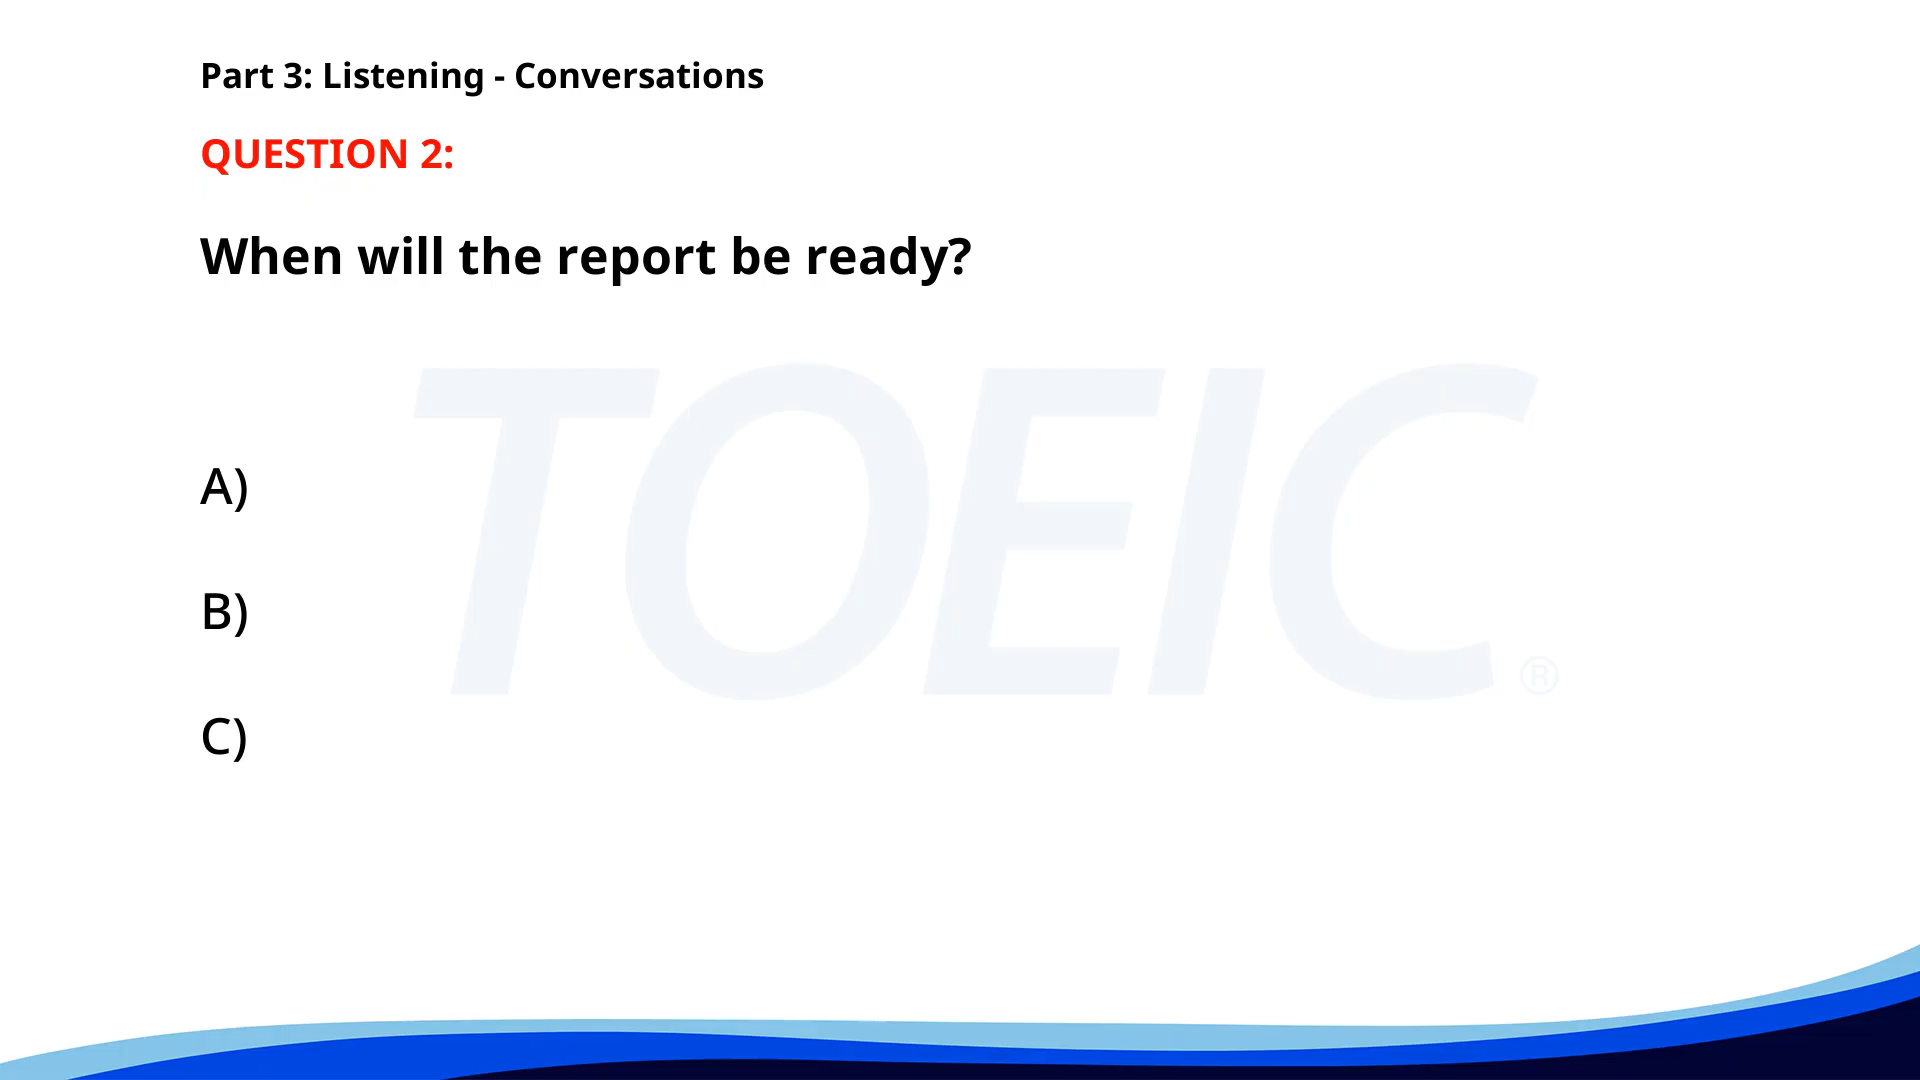 Part 3: Listening - Conversations
QUESTION 2:
When will the report be ready?
TOEIC®
A)
B)
C)